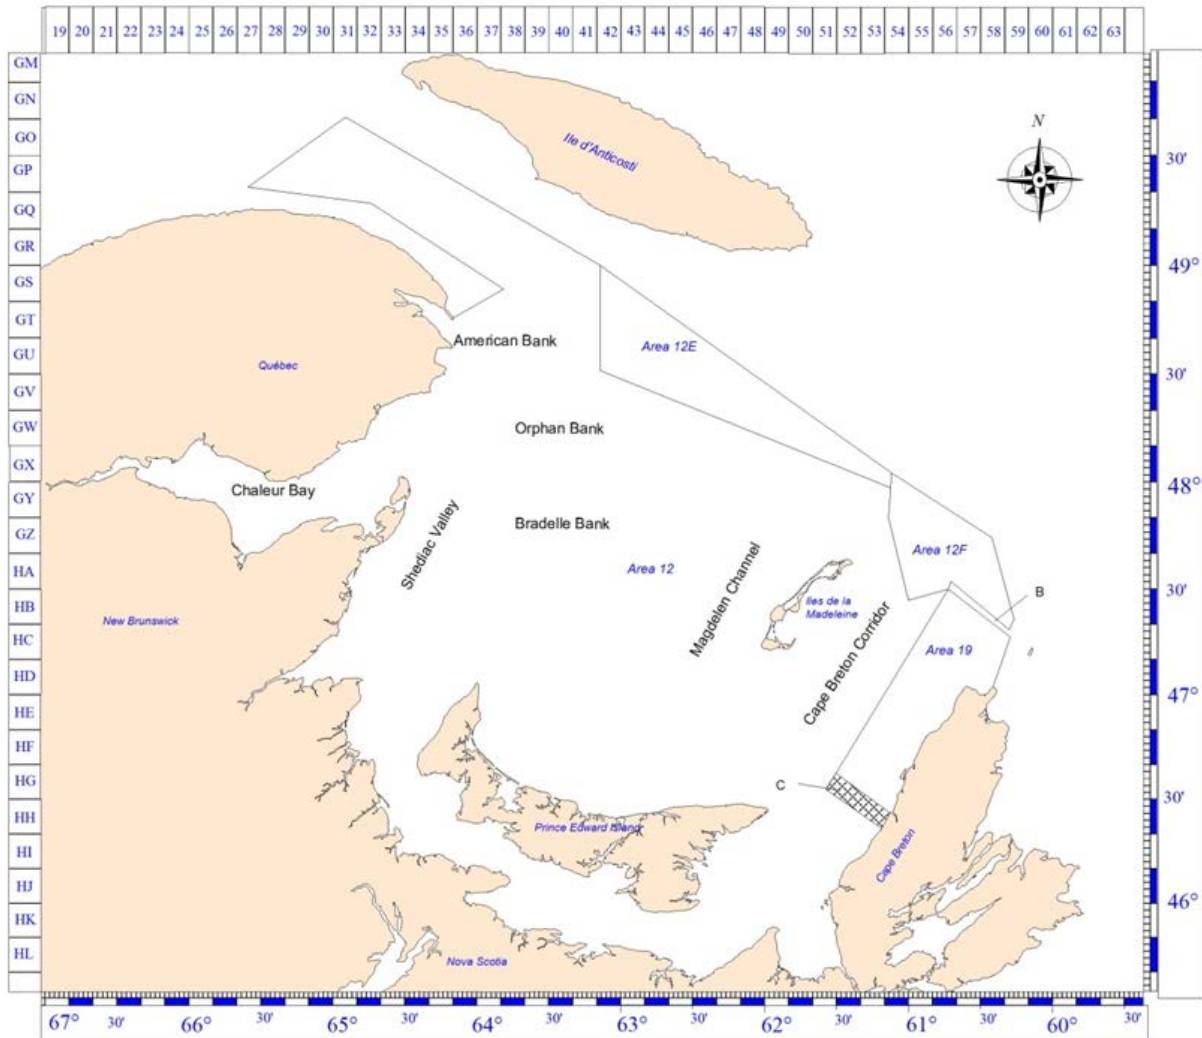 19 20 21 22 23 24 25 26 27 28 29 30 31 32 33 34 35 36 37 38 39 40 41 42 43 44 45 46 47 48 49 50 51 52 53 54 55 56 57 58 59 60 61 62 63
GM
GN
GO
GP
GQ
GR
GS
GT
GU
GV
GW
GX
GY
GZ
HA
HB
HC
HD
HE
HF
HG
HH
HI
HJ
HK
HL
N
Ile d'Anticosti
American Bank
Area 12E
Québec
Orphan Bank
Chaleur Bay
Shediac Valley
Bradelle Bank
Area 12
Magdelen Channel
Area 12F
B
Iles de la
Madeleine
New Brunswick
Cape Breton Corridor
Area 19
C
Prince Edward Island
Cape Breton
Nova Scotia
30'
49°
30'
48°
30'
47°
30'
46°
67° 30' 66° 30' 65° 30' 64° 30' 63° 30' 62° 30' 61° 30' 60° 30'